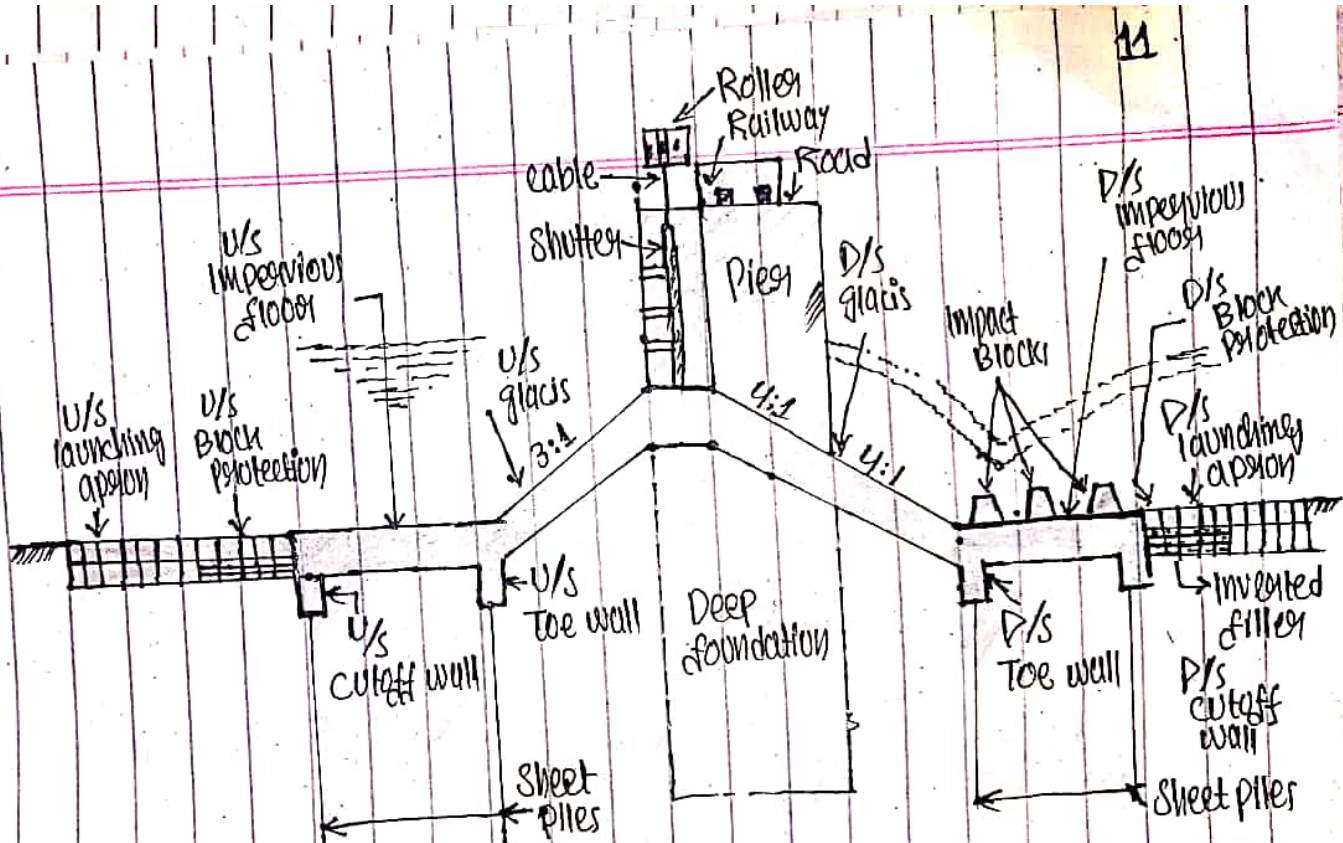 11
Roller
Railway
Road
cable
Shutter
Pier
U/S
Impervious
floor
U/S
glacis
D/S
glacis
Impact
Blocks
D/S
impervious
floor
D/S
Block
Protection
U/S
launching
apron
U/S
Block
Protection
3:1
4:1
4:1
D/S
launching
apron
U/S
Cutoff wall
U/S
Toe wall
Deep
foundation
D/S
Toe wall
Inverted
filler
D/S
cutoff
wall
Sheet
piles
Sheet piles